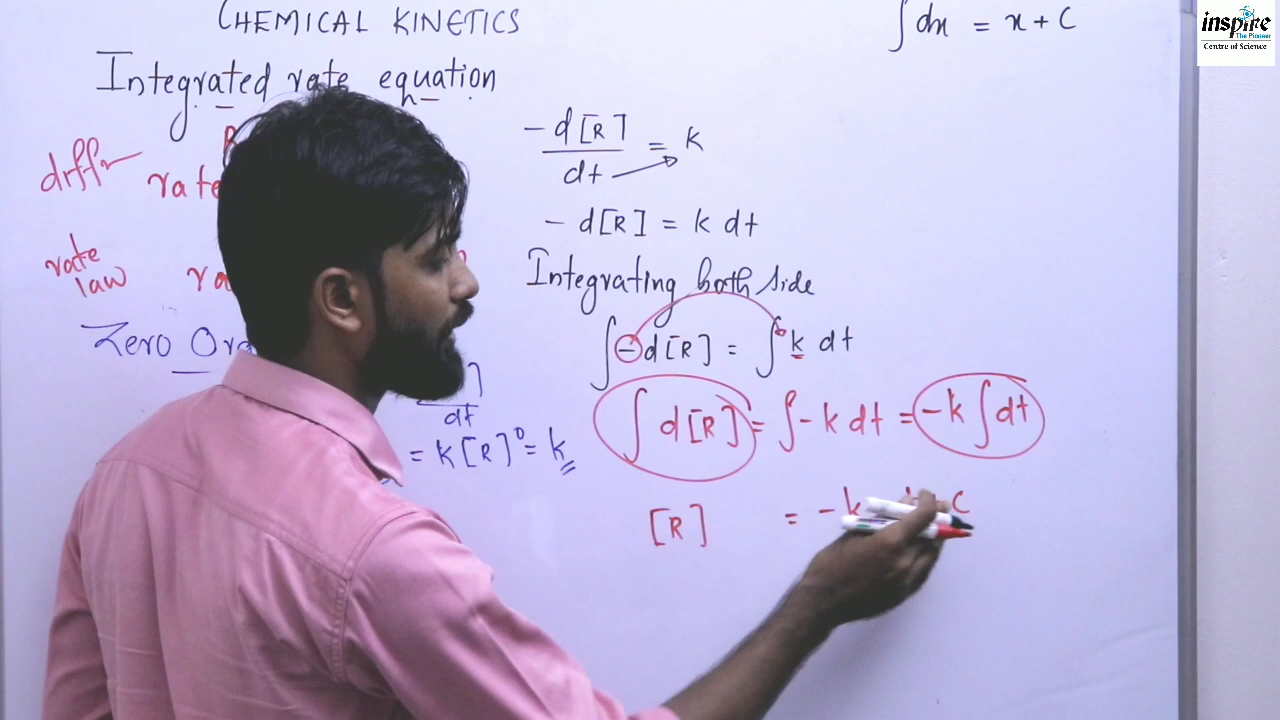 CHEMICAL KINETICS
∫dx = x + C
Integrated rate equation
rate
rate law
Zero
dt
= k[R]⁰ = k
-d[R]/dt = k
- d[R] = k dt
Integrating both side
∫-d[R] = ∫k dt
∫d[R] = ∫-k dt = -k∫dt
[R] = -k C
inspire
The Pioneer
Centre of Science